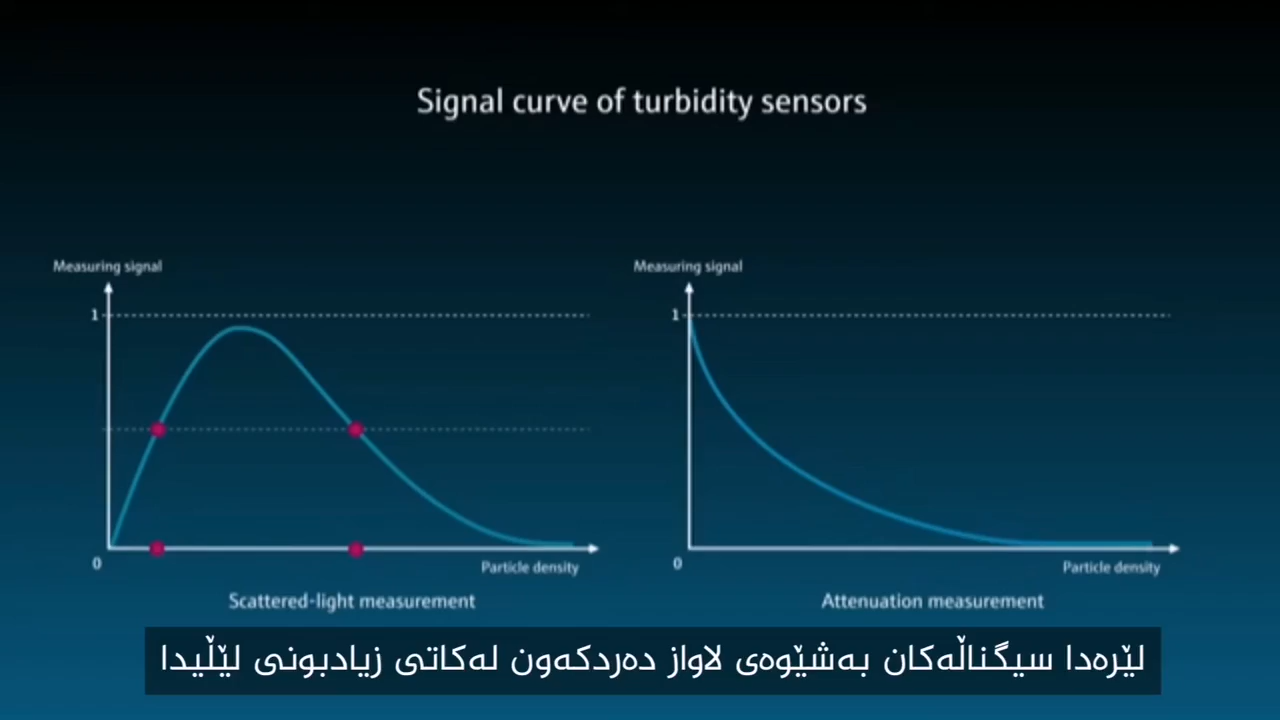 Signal curve of turbidity sensors
Measuring signal
1
0
Particle density
Scattered-light measurement
Measuring signal
1
0
Particle density
Attenuation measurement
لێرەدا سیگناڵەکان بەشێوەی لاواز دەردکەون لەکاتی زیادبونی لێڵیدا